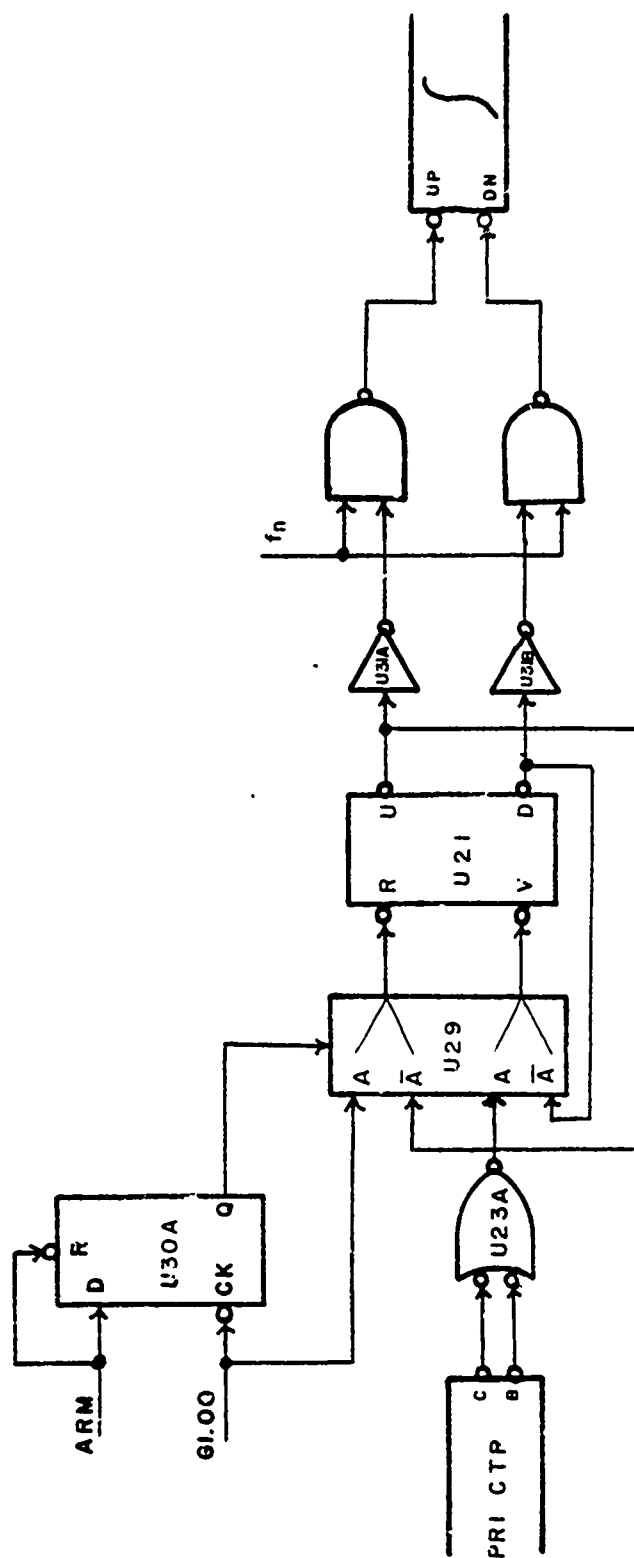 ARM
D
R
U30A
CK
Q
G1.00
A
Ā
A
Ā
U29
R
V
U21
U
D
U31A
U31B
fn
UP
DN
∫
PRI CTP
C
B
U23A